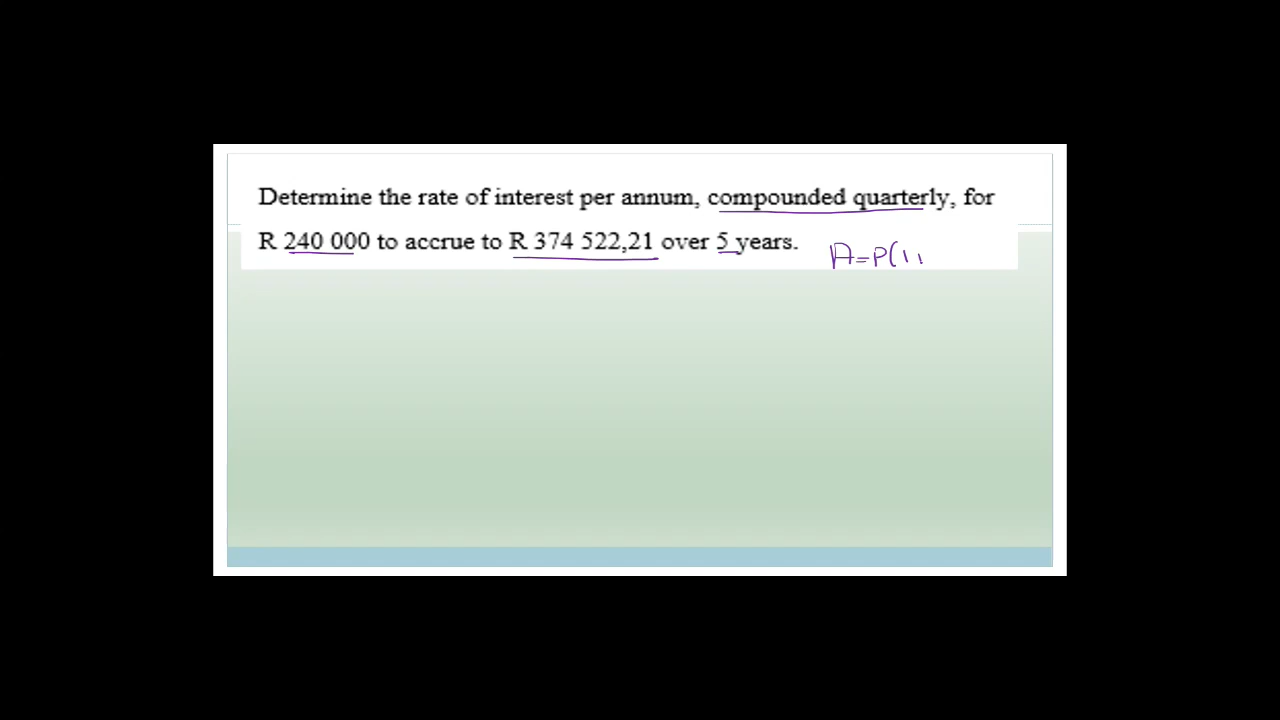 Determine the rate of interest per annum, compounded quarterly, for
R 240 000 to accrue to R 374 522,21 over 5 years.
A=P(1